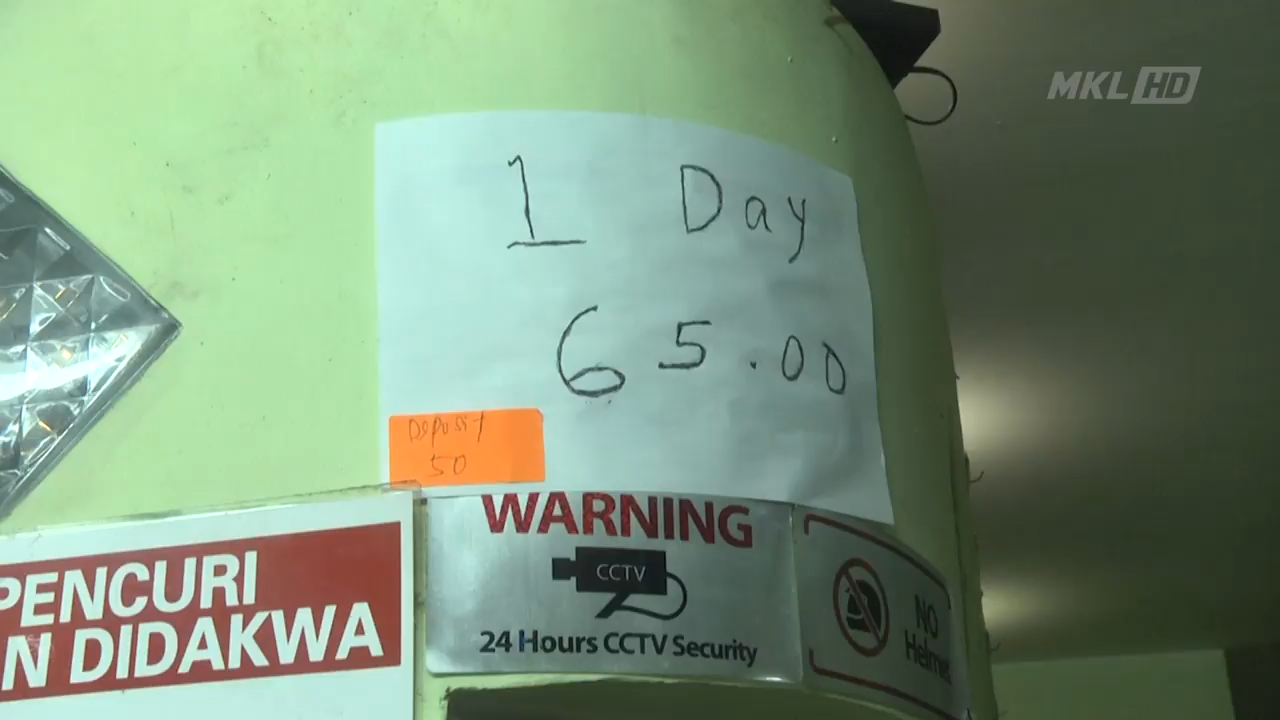 MKL HD
1 Day
65.00
Deposit
50
WARNING
CCTV
24 Hours CCTV Security
PENCURI
N DIDAKWA
NO
Helmet